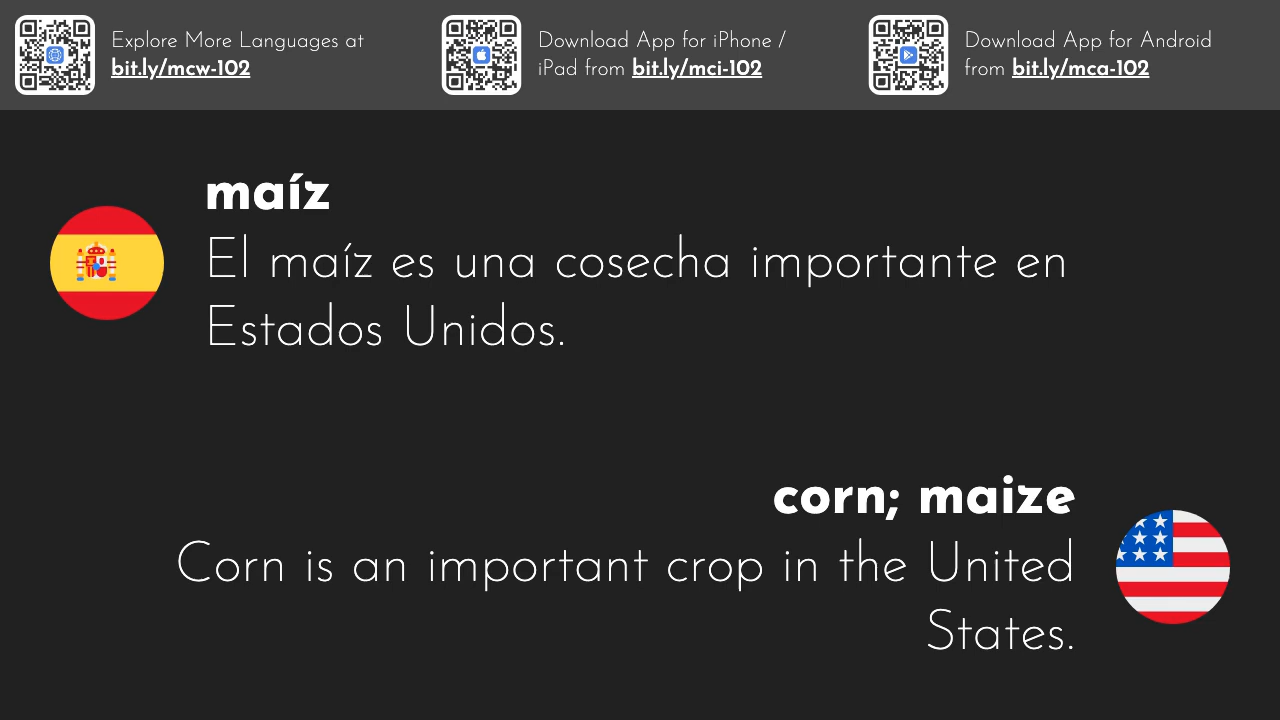 Explore More Languages at
bit.ly/mcw-102
Download App for iPhone /
iPad from bit.ly/mci-102
Download App for Android
from bit.ly/mca-102
maíz
El maíz es una cosecha importante en
Estados Unidos.
corn; maize
Corn is an important crop in the United
States.